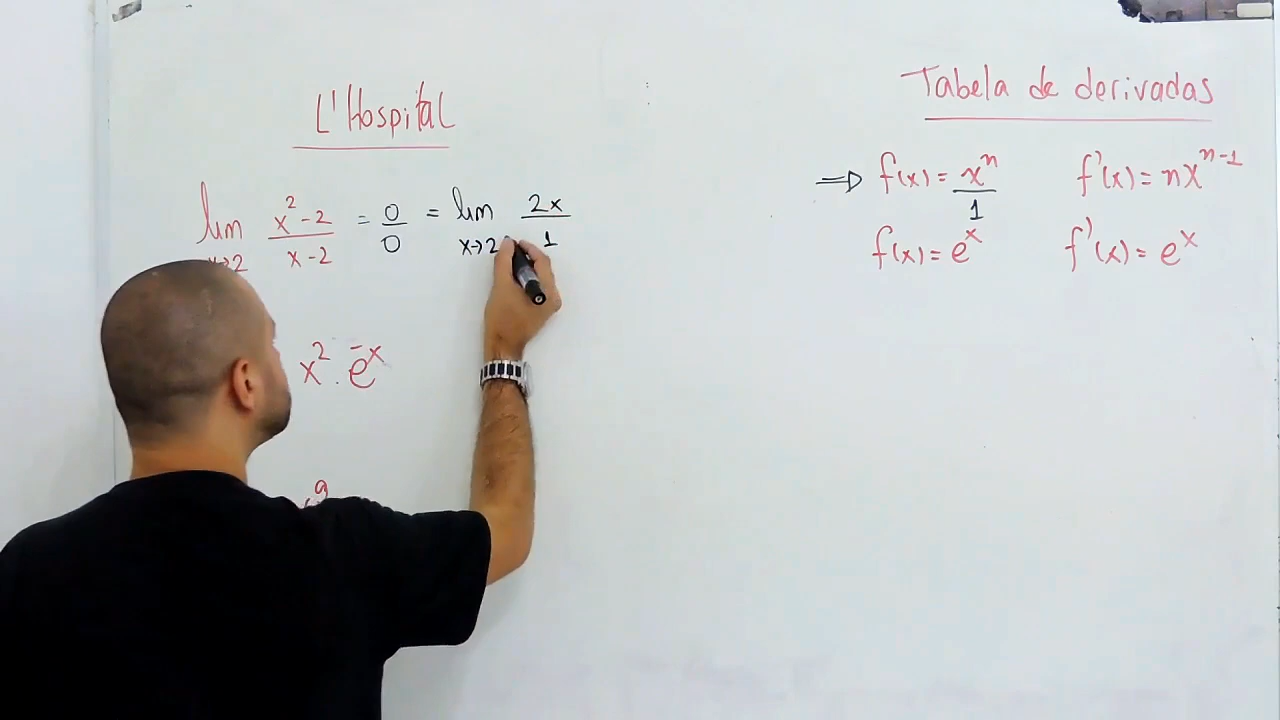 L'Hospital
lim x→2 x²-2 / x-2 = 0/0 = lim x→2 2x/1
x² . e⁻ˣ
Tabela de derivadas
⇒ f(x) = xⁿ / 1 f'(x) = nxⁿ⁻¹
f(x) = eˣ f'(x) = eˣ